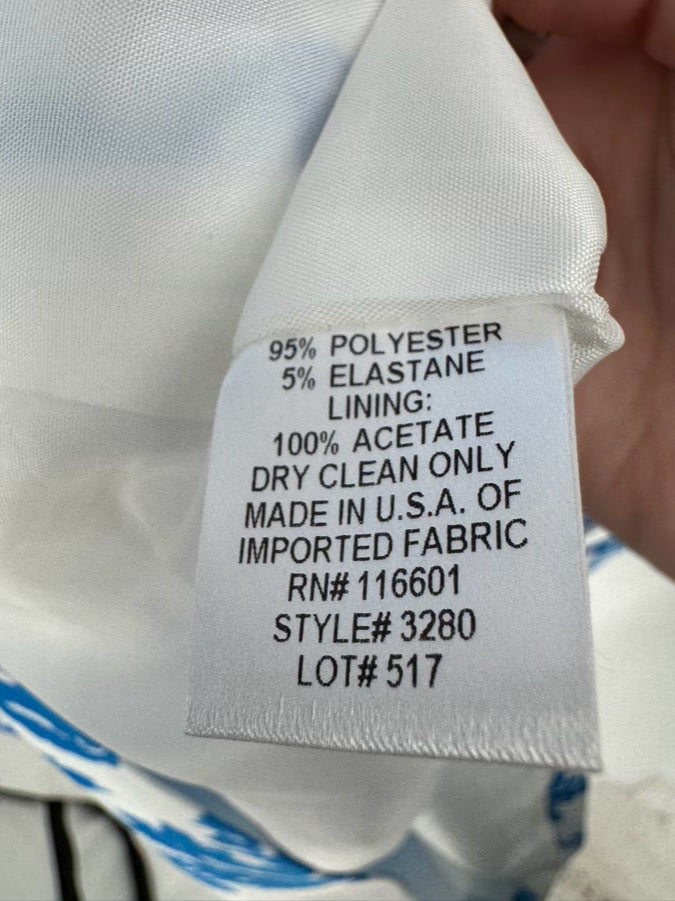 95% POLYESTER
5% ELASTANE
LINING:
100% ACETATE
DRY CLEAN ONLY
MADE IN U.S.A. OF
IMPORTED FABRIC
RN# 116601
STYLE# 3280
LOT# 517